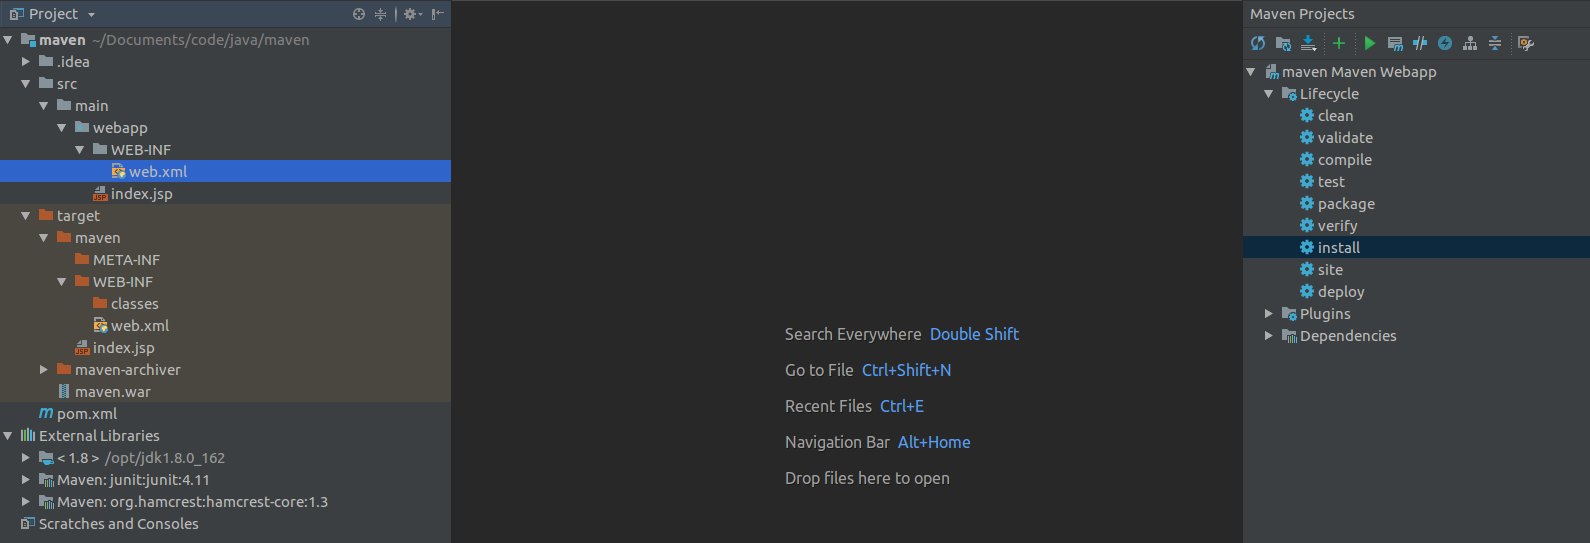 Project
maven ~/Documents/code/java/maven
.idea
src
main
webapp
WEB-INF
web.xml
index.jsp
target
maven
META-INF
WEB-INF
classes
web.xml
index.jsp
maven-archiver
maven.war
pom.xml
External Libraries
< 1.8 > /opt/jdk1.8.0_162
Maven: junit:junit:4.11
Maven: org.hamcrest:hamcrest-core:1.3
Scratches and Consoles
Search Everywhere Double Shift
Go to File Ctrl+Shift+N
Recent Files Ctrl+E
Navigation Bar Alt+Home
Drop files here to open
Maven Projects
maven Maven Webapp
Lifecycle
clean
validate
compile
test
package
verify
install
site
deploy
Plugins
Dependencies